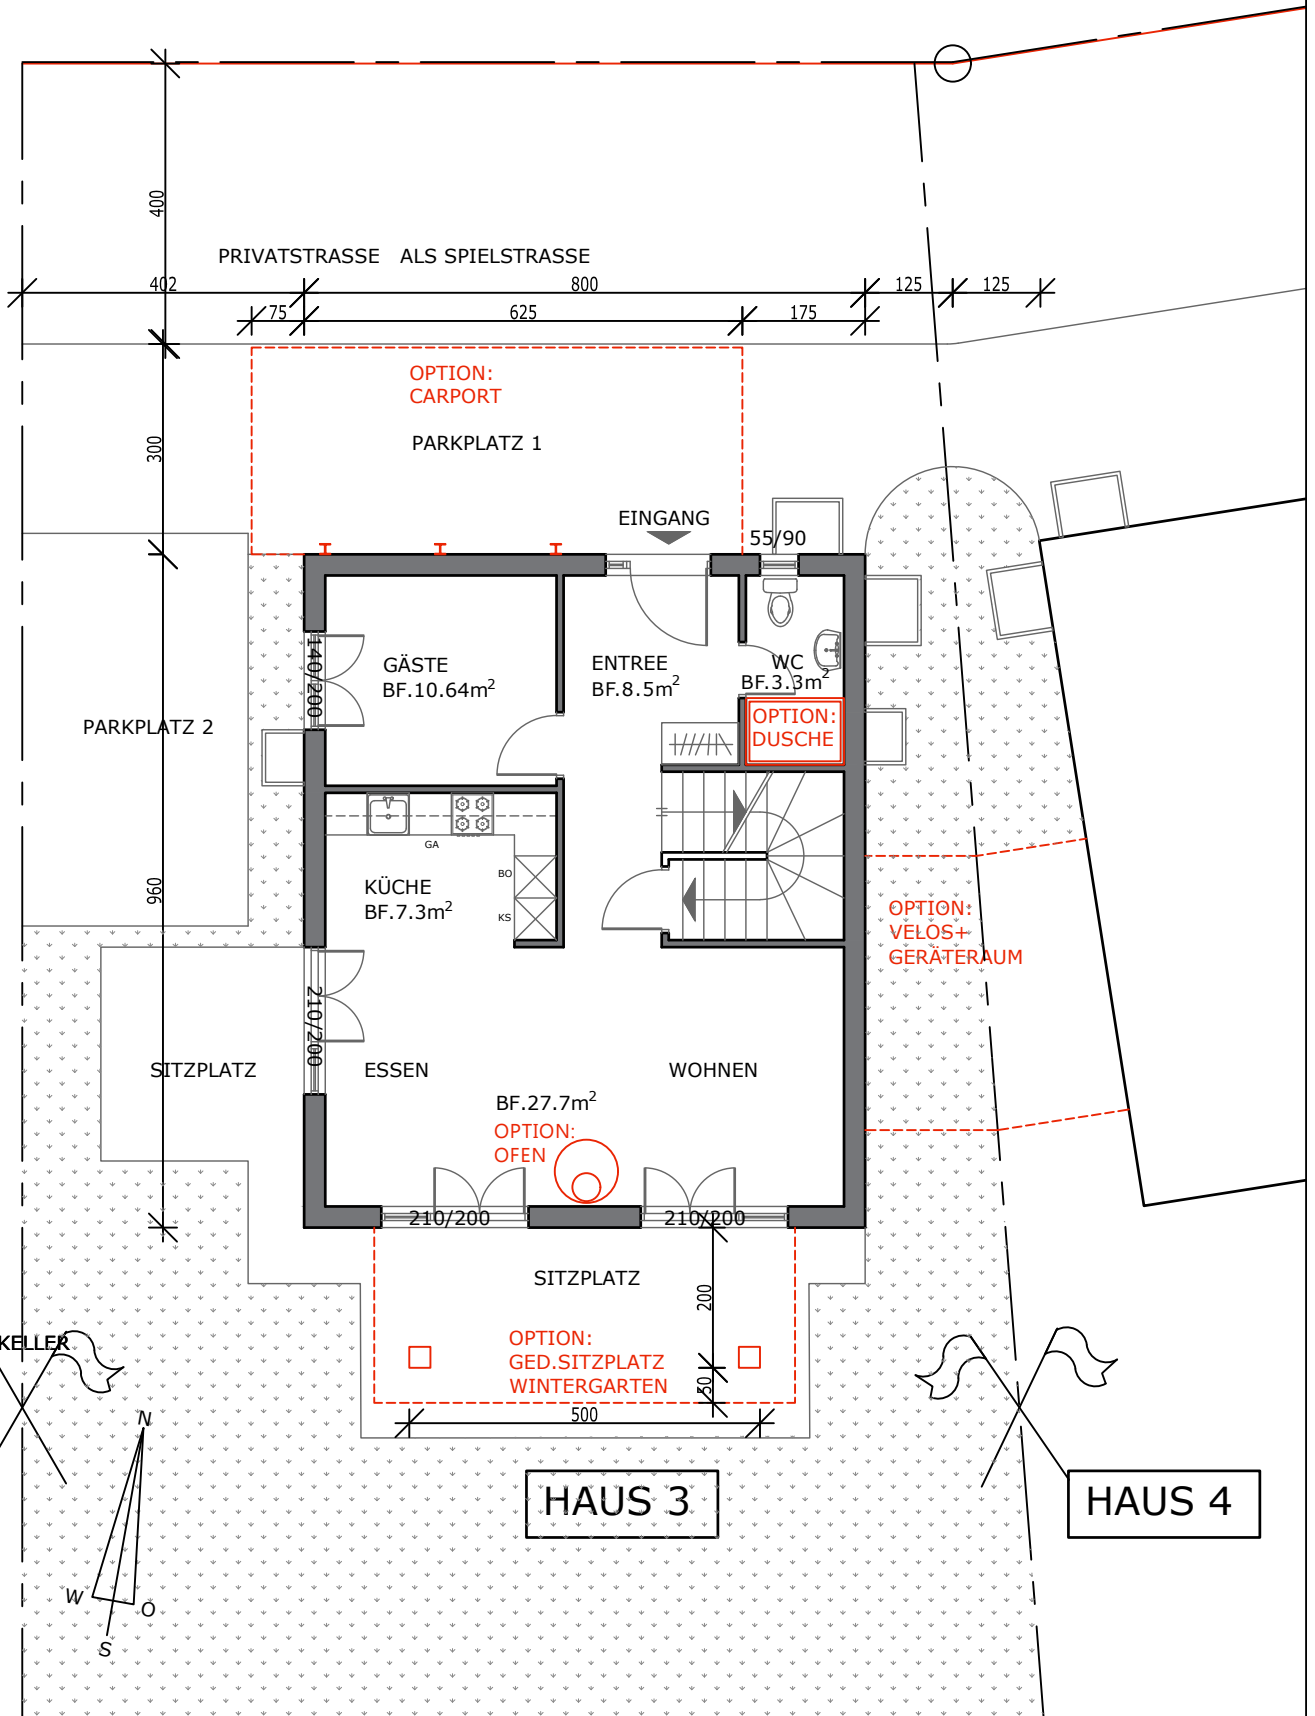 400
PRIVATSTRASSE ALS SPIELSTRASSE
402
800
125
125
75
625
175
OPTION:
CARPORT
PARKPLATZ 1
300
EINGANG
55/90
140/200
GÄSTE
BF.10.64m²
ENTREE
BF.8.5m²
WC
BF.3.3m²
PARKPLATZ 2
OPTION:
DUSCHE
GA
BO
KS
KÜCHE
BF.7.3m²
960
OPTION:
VELOS+
GERÄTERAUM
210/200
SITZPLATZ
ESSEN
WOHNEN
BF.27.7m²
OPTION:
OFEN
210/200
210/200
SITZPLATZ
200
OPTION:
GED.SITZPLATZ
WINTERGARTEN
50
500
KELLER
N
W
O
S
HAUS 3
HAUS 4